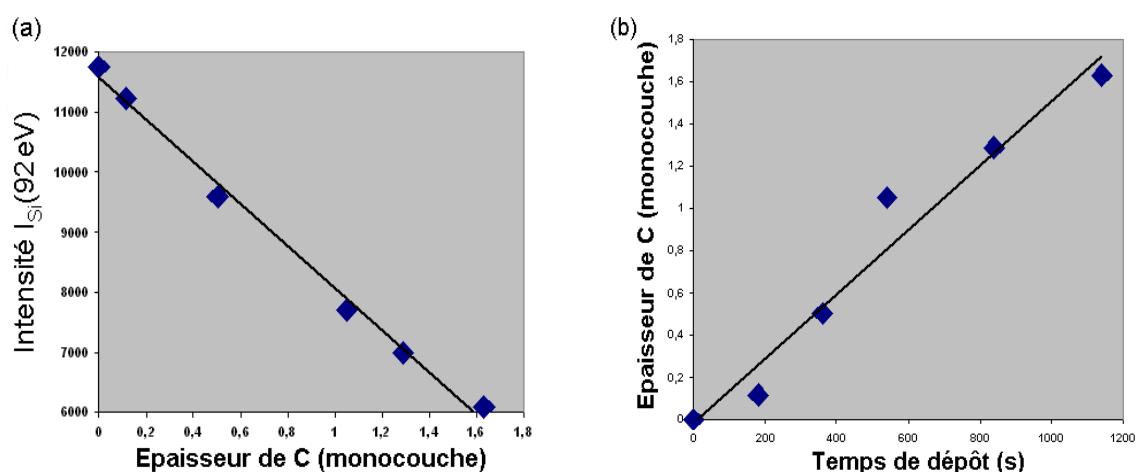 (a)
12000
11000
10000
9000
8000
7000
6000
Intensité I_Si(92eV)
0 0,2 0,4 0,6 0,8 1 1,2 1,4 1,6 1,8
Epaisseur de C (monocouche)
(b)
1,8
1,6
1,4
1,2
1
0,8
0,6
0,4
0,2
0
Epaisseur de C (monocouche)
0 200 400 600 800 1000 1200
Temps de dépôt (s)